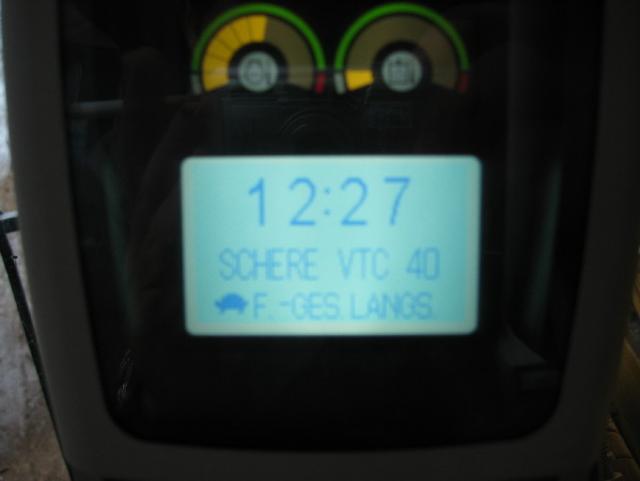 12:27
SCHERE VTC 40
F.-GES.LANGS.